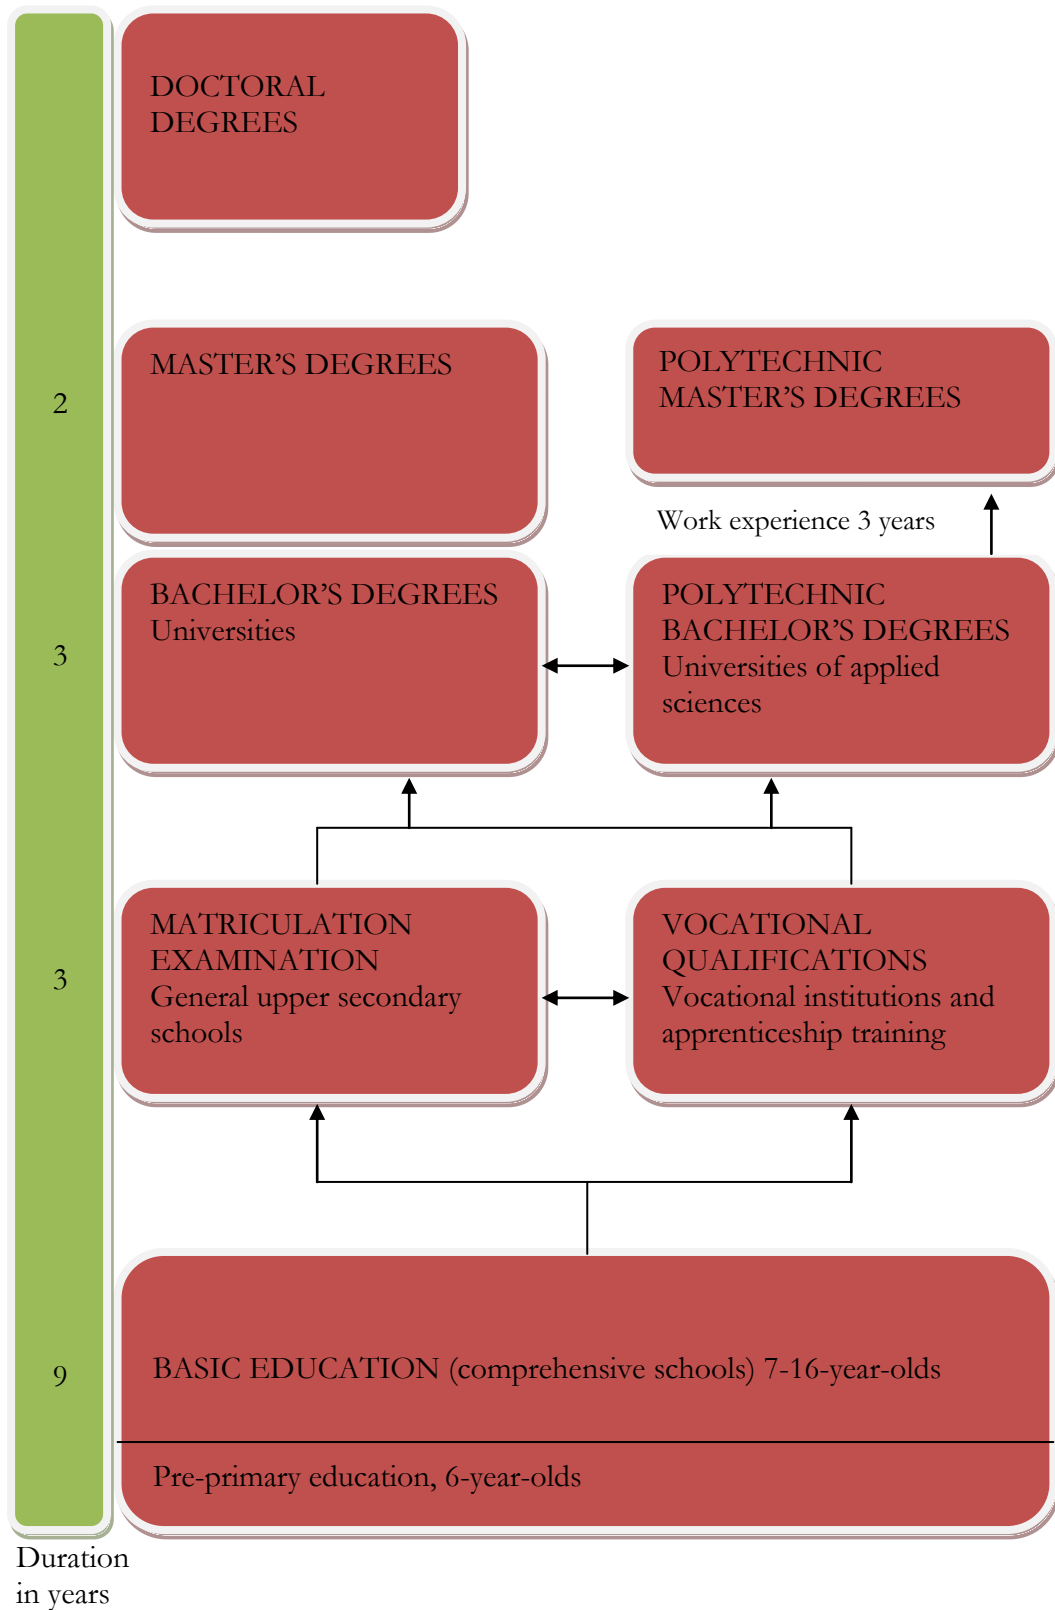 DOCTORAL
DEGREES
2
MASTER'S DEGREES
POLYTECHNIC
MASTER'S DEGREES
Work experience 3 years
3
BACHELOR'S DEGREES
Universities
POLYTECHNIC
BACHELOR'S DEGREES
Universities of applied
sciences
3
MATRICULATION
EXAMINATION
General upper secondary
schools
VOCATIONAL
QUALIFICATIONS
Vocational institutions and
apprenticeship training
9
BASIC EDUCATION (comprehensive schools) 7-16-year-olds
Pre-primary education, 6-year-olds
Duration
in years